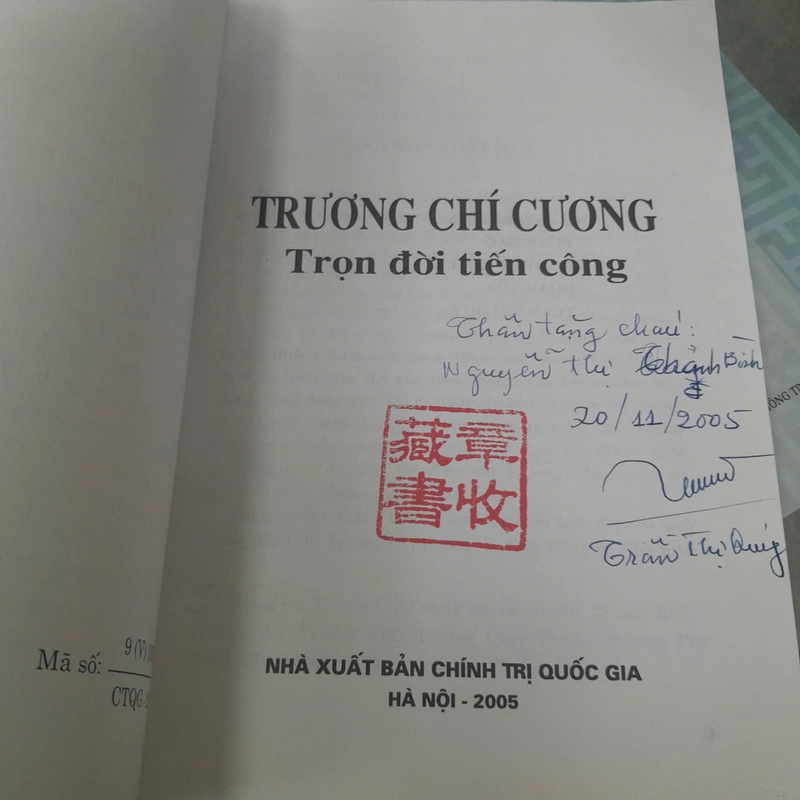 TRƯƠNG CHÍ CƯƠNG
Trọn đời tiến công
Thân tặng cháu:
Nguyễn Thị Bình
20/11/2005
Trần Thị
章收
藏書
Mã số: 9 (V)
CTQG
NHÀ XUẤT BẢN CHÍNH TRỊ QUỐC GIA
HÀ NỘI - 2005